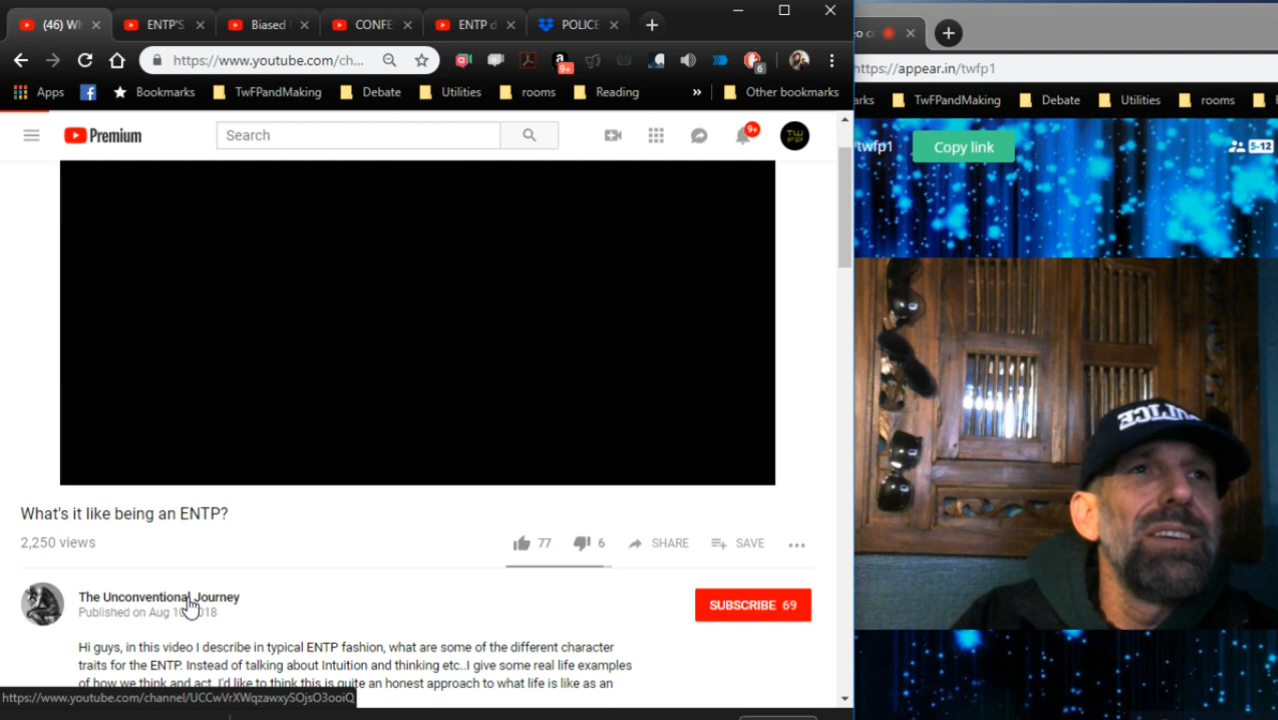 (46) W
ENTP'S
Biased
CONFE
ENTP d
POLICE
https://www.youtube.com/ch...
9+
6
Apps
Bookmarks
TwFPandMaking
Debate
Utilities
rooms
Reading
»
Other bookmarks
Premium
Search
9+
TW
FP
What's it like being an ENTP?
2,250 views
77
6
SHARE
SAVE
The Unconventional Journey
Published on Aug 10, 2018
SUBSCRIBE 69
Hi guys, in this video I describe in typical ENTP fashion, what are some of the different character
traits for the ENTP. Instead of talking about Intuition and thinking etc..I give some real life examples
of how we think and act. I'd like to think this is quite an honest approach to what life is like as an
https://www.youtube.com/channel/UCCwVrXWqzawxySOjsO3ooiQ
eo c
https://appear.in/twfp1
arks
TwFPandMaking
Debate
Utilities
rooms
/twfp1
Copy link
5-12
POLICE